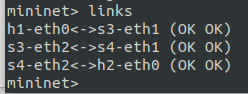 mininet> links
h1-eth0<->s3-eth1 (OK OK)
s3-eth2<->s4-eth1 (OK OK)
s4-eth2<->h2-eth0 (OK OK)
mininet>